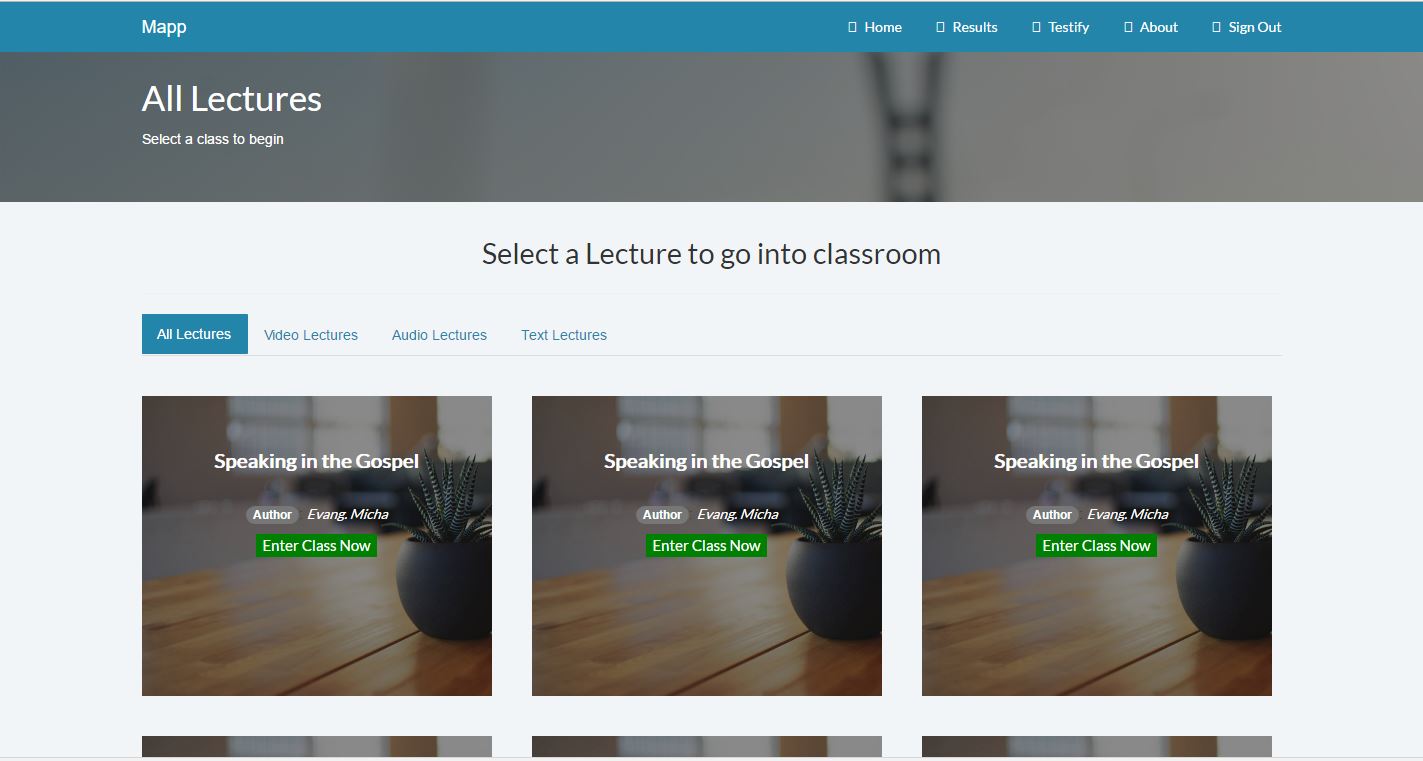 Mapp Home Results Testify About Sign Out
All Lectures
Select a class to begin
Select a Lecture to go into classroom
All Lectures Video Lectures Audio Lectures Text Lectures
Speaking in the Gospel Speaking in the Gospel Speaking in the Gospel
Author Evang. Micha Author Evang. Micha Author Evang. Micha
Enter Class Now Enter Class Now Enter Class Now